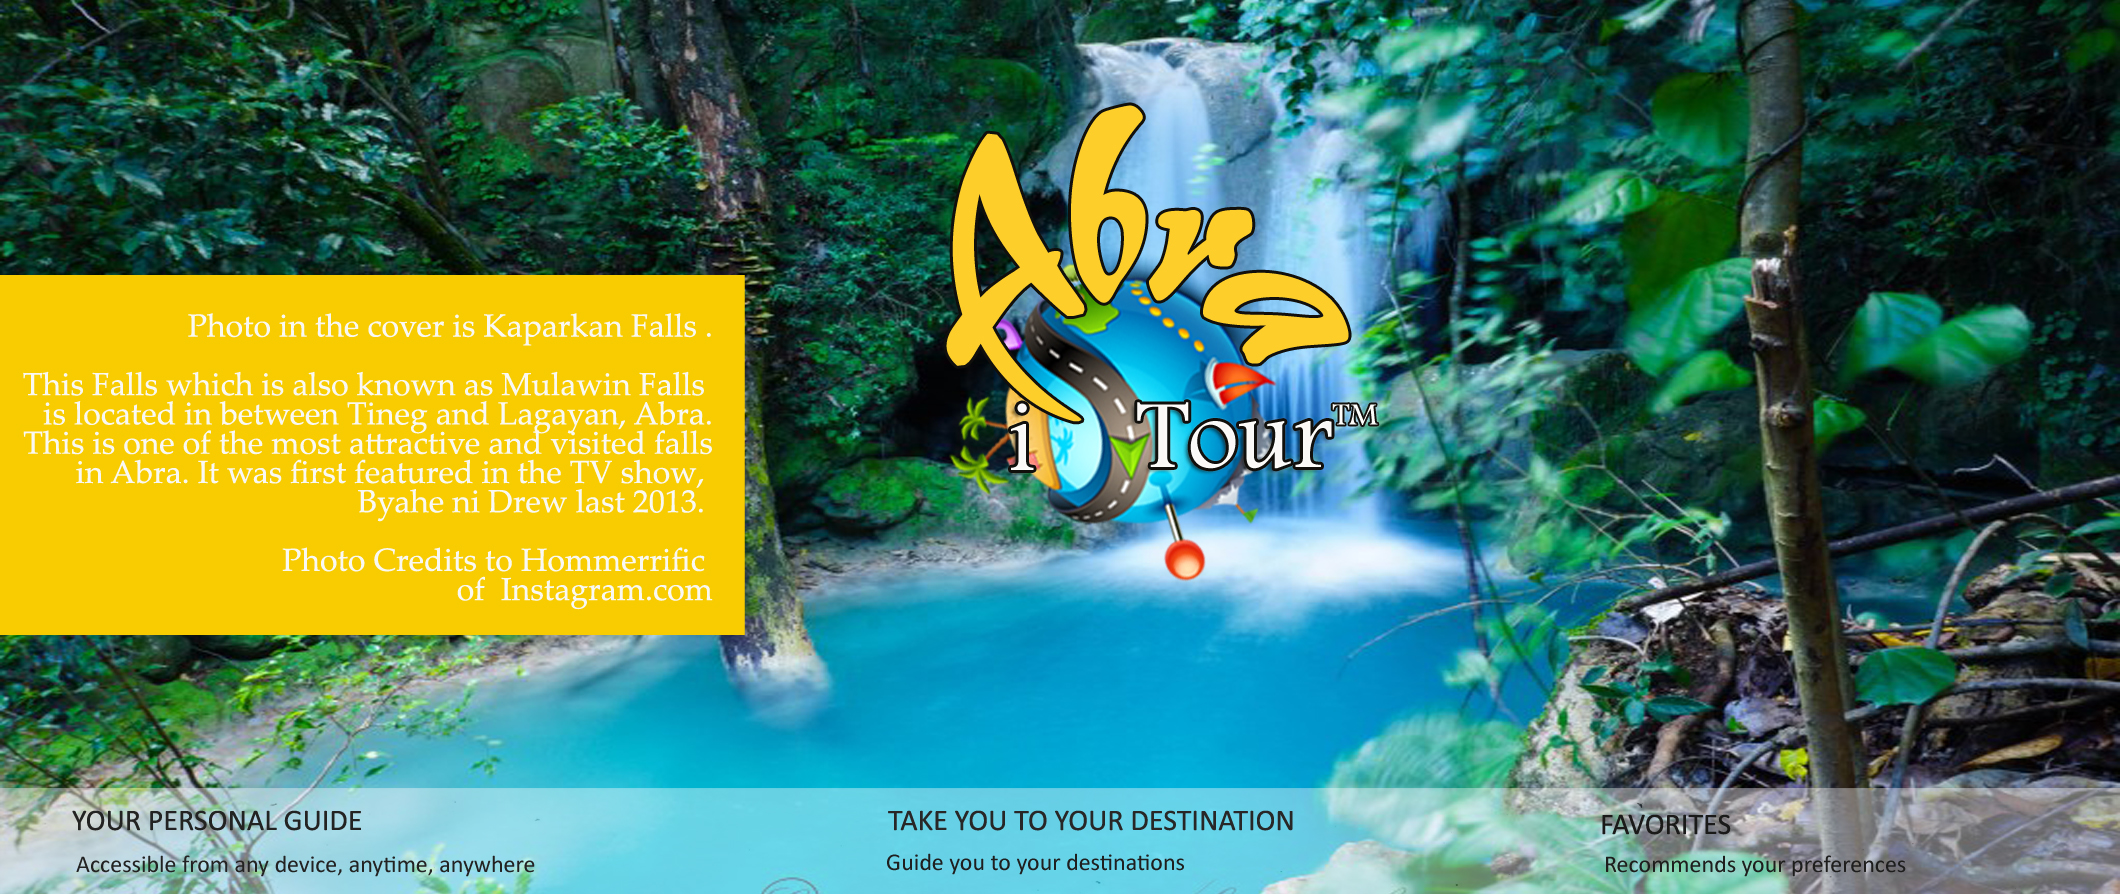 Abra
i Tour™
Photo in the cover is Kaparkan Falls .
This Falls which is also known as Mulawin Falls
is located in between Tineg and Lagayan, Abra.
This is one of the most attractive and visited falls
in Abra. It was first featured in the TV show,
Byahe ni Drew last 2013.
Photo Credits to Hommerrific
of Instagram.com
YOUR PERSONAL GUIDE
Accessible from any device, anytime, anywhere
TAKE YOU TO YOUR DESTINATION
Guide you to your destinations
FAVORITES
Recommends your preferences